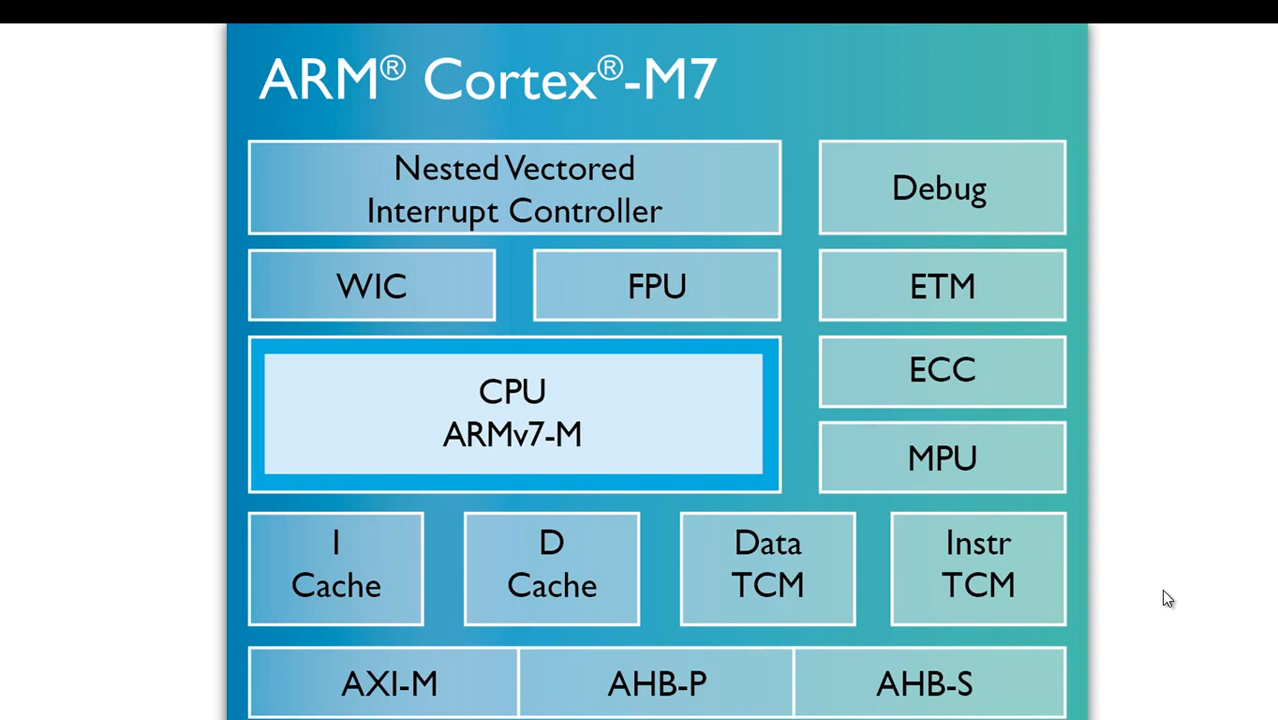 ARM® Cortex®-M7
Nested Vectored
Interrupt Controller
Debug
WIC
FPU
ETM
CPU
ARMv7-M
ECC
MPU
I
Cache
D
Cache
Data
TCM
Instr
TCM
AXI-M
AHB-P
AHB-S